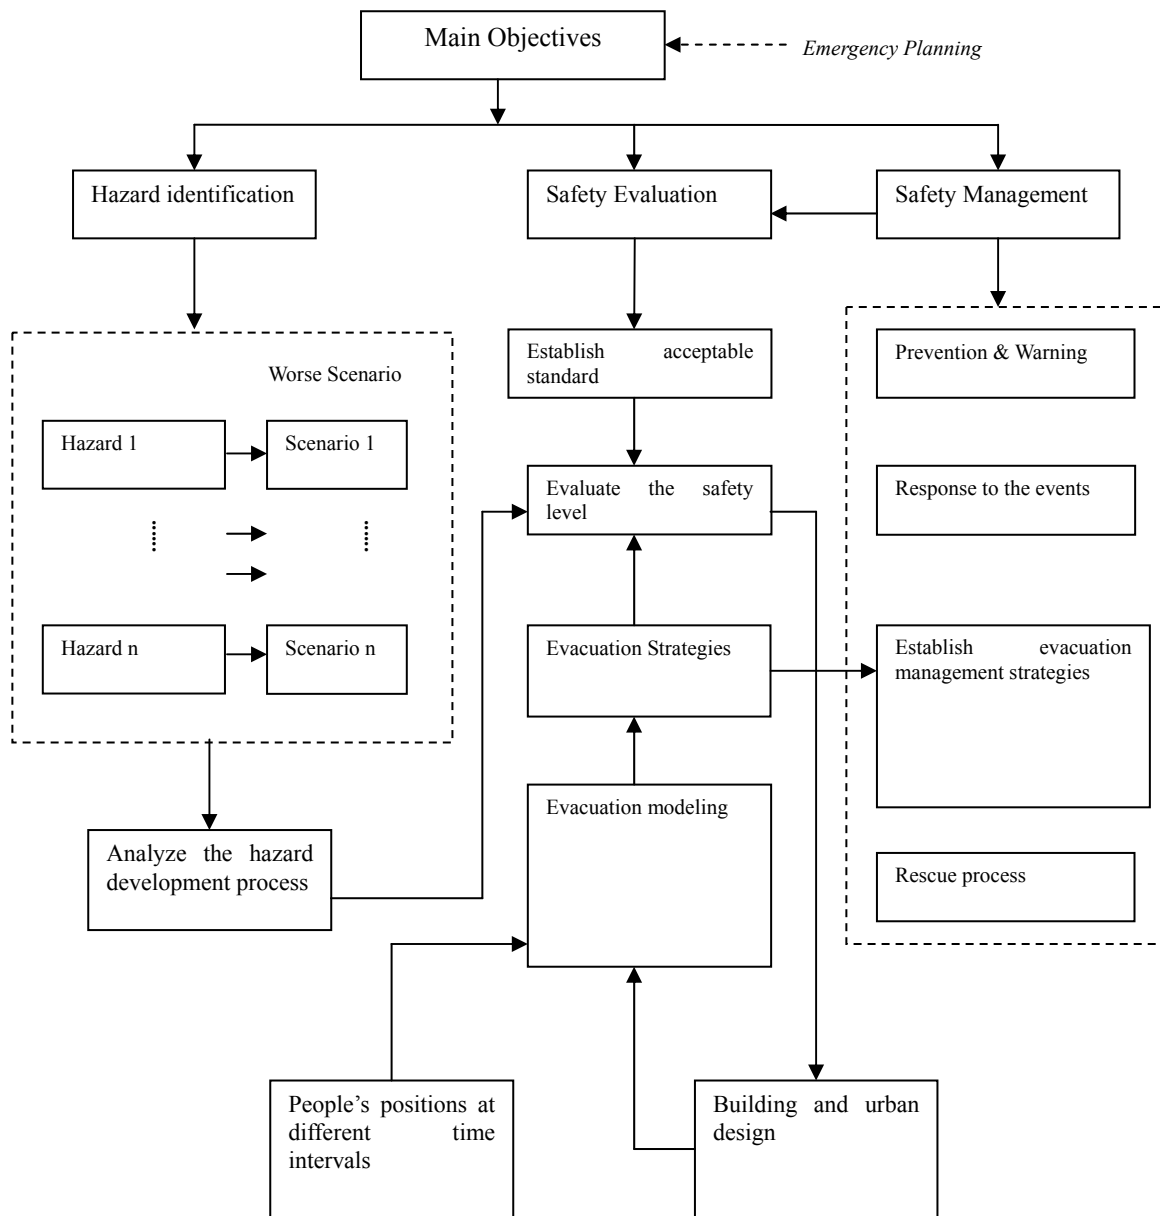 Main Objectives
Emergency Planning
Hazard identification
Safety Evaluation
Safety Management
Worse Scenario
Hazard 1
Scenario 1
Hazard n
Scenario n
Analyze the hazard
development process
Establish acceptable
standard
Evaluate the safety
level
Evacuation Strategies
Evacuation modeling
People’s positions at
different time
intervals
Building and urban
design
Prevention & Warning
Response to the events
Establish evacuation
management strategies
Rescue process